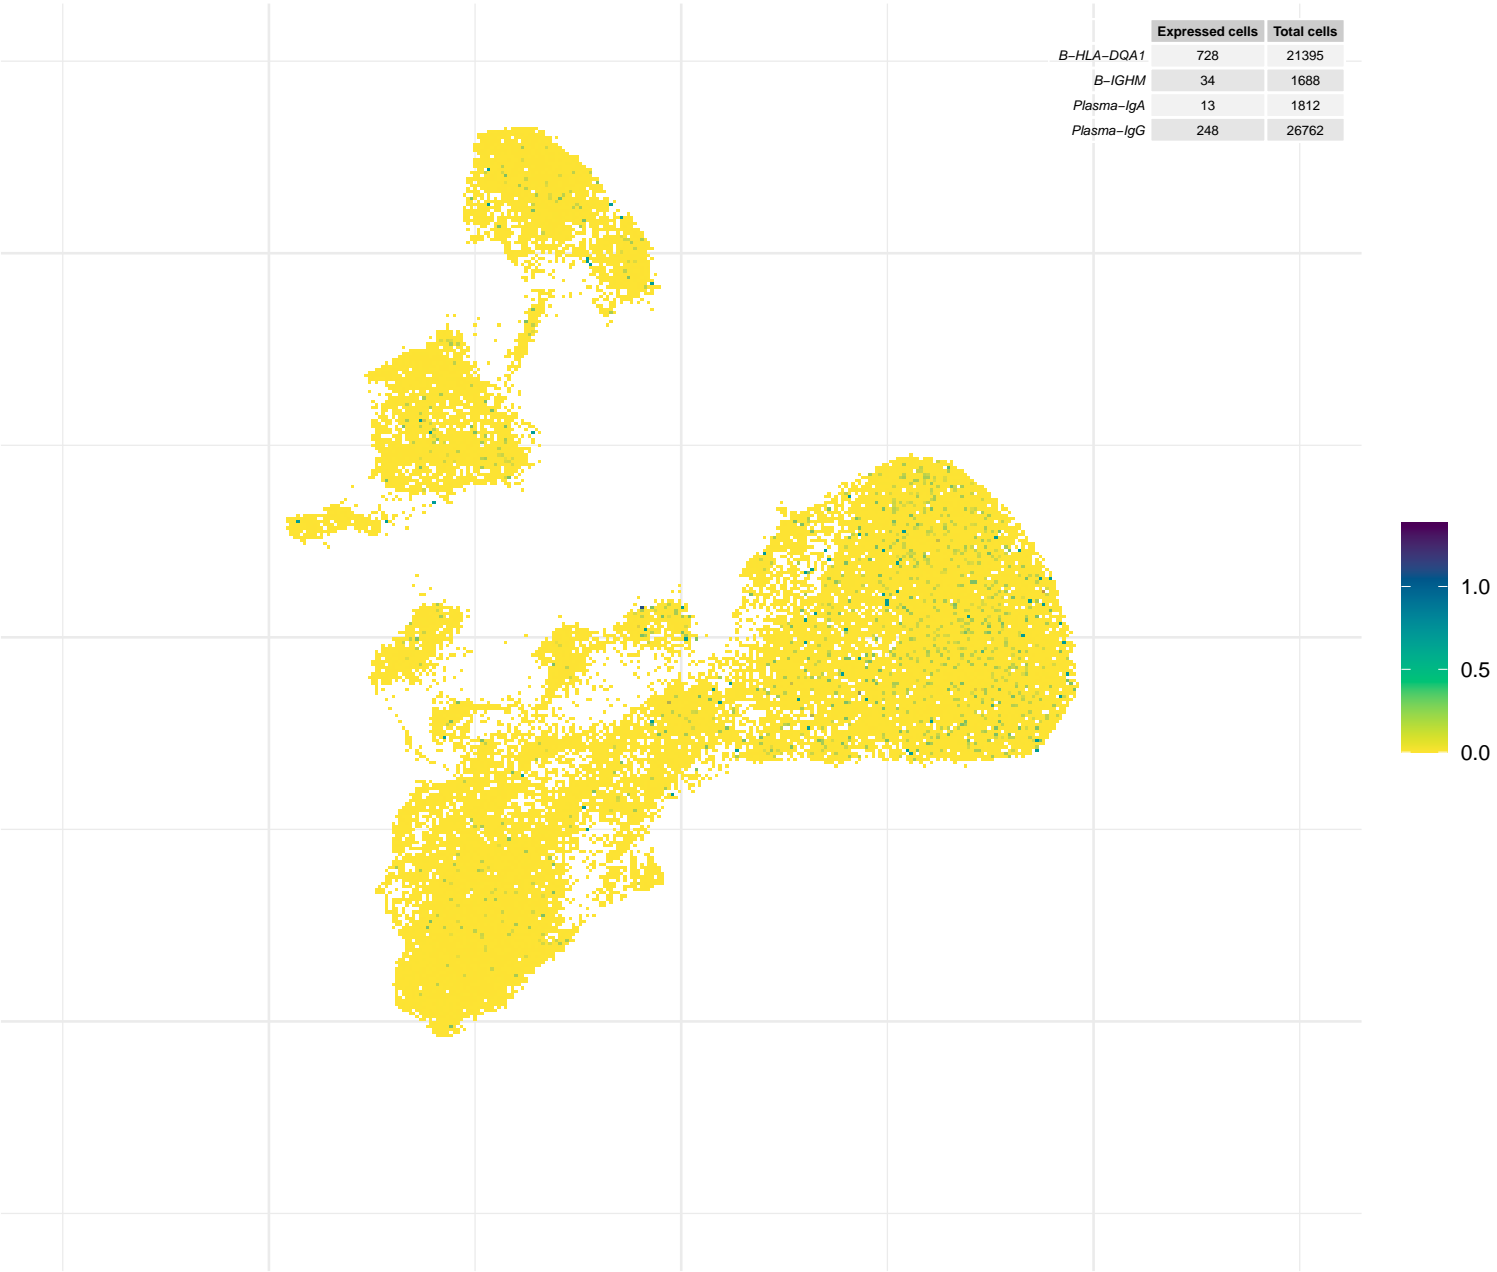 Expressed cells Total cells
B−HLA−DQA1 728 21395
B−IGHM 34 1688
Plasma−IgA 13 1812
Plasma−IgG 248 26762
1.0
0.5
0.0